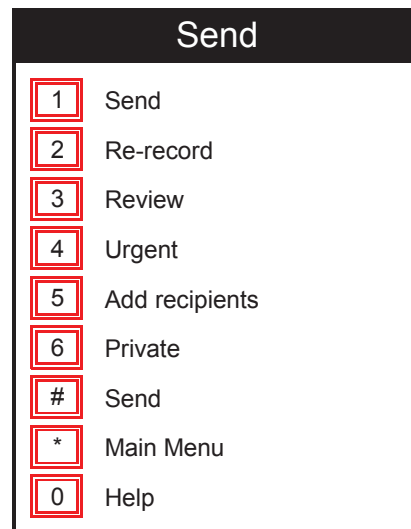 Send
1 Send
2 Re-record
3 Review
4 Urgent
5 Add recipients
6 Private
# Send
* Main Menu
0 Help